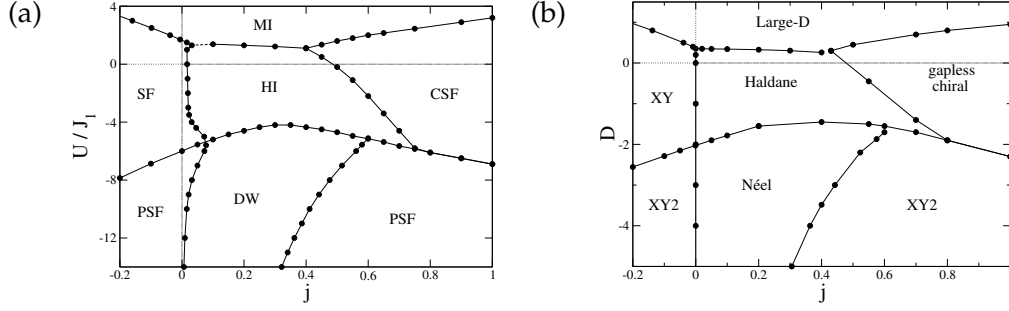 (a)
U / J1
0
-4
-8
-12
MI
SF
HI
CSF
PSF
DW
PSF
-0.2 0 0.2 0.4 0.6 0.8 1
j
(b)
D
0
-2
-4
Large-D
XY
Haldane
gapless
chiral
XY2
Néel
XY2
-0.2 0 0.2 0.4 0.6 0.8
j